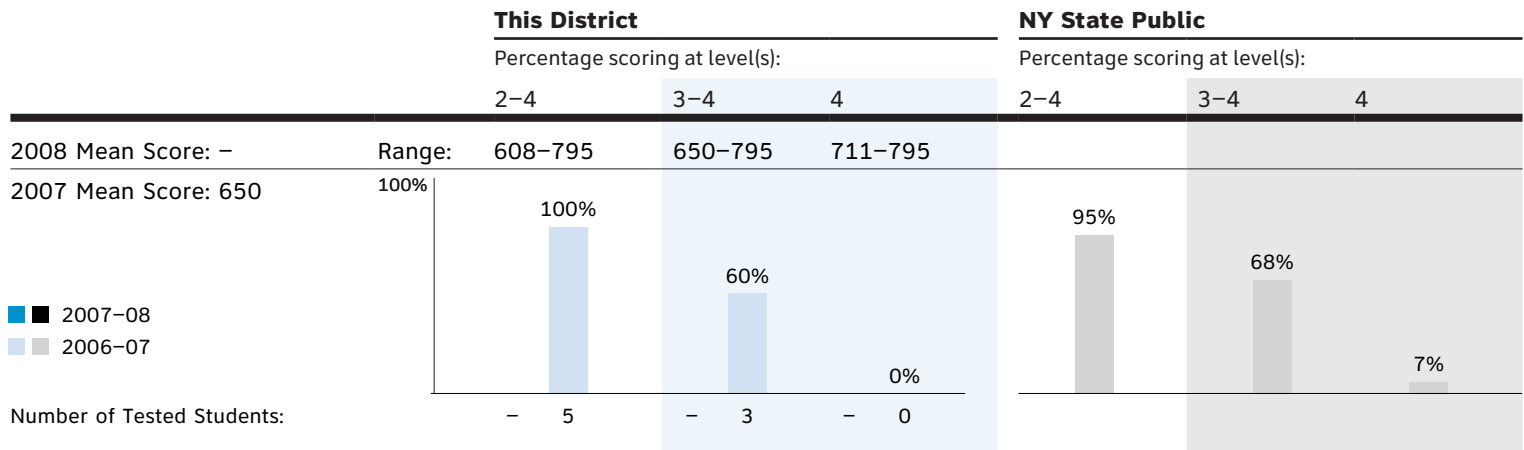 This District NY State Public
Percentage scoring at level(s): Percentage scoring at level(s):
2–4 3–4 4 2–4 3–4 4
2008 Mean Score: – Range: 608–795 650–795 711–795
2007 Mean Score: 650 100%
100% 60% 0% 95% 68% 7%
2007–08
2006–07
Number of Tested Students: – 5 – 3 – 0